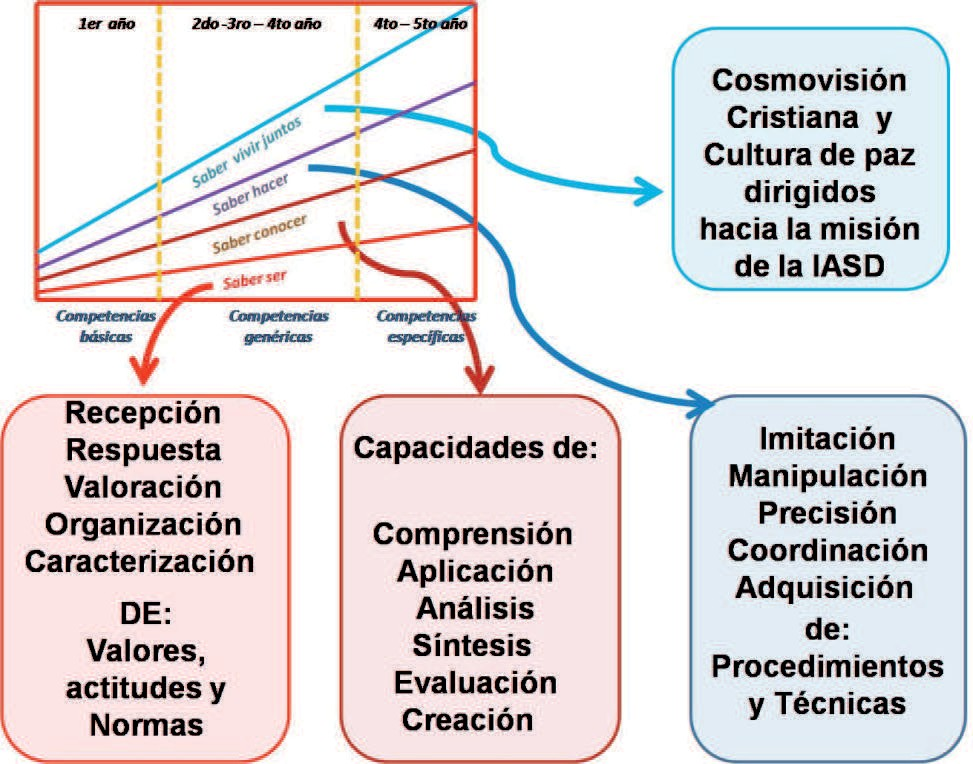 1er año
2do -3ro – 4to año
4to – 5to año
Saber vivir juntos
Saber hacer
Saber conocer
Saber ser
Competencias
básicas
Competencias
genéricas
Competencias
específicas
Cosmovisión
Cristiana y
Cultura de paz
dirigidos
hacia la misión
de la IASD
Recepción
Respuesta
Valoración
Organización
Caracterización
DE:
Valores,
actitudes y
Normas
Capacidades de:
Comprensión
Aplicación
Análisis
Síntesis
Evaluación
Creación
Imitación
Manipulación
Precisión
Coordinación
Adquisición
de:
Procedimientos
y Técnicas